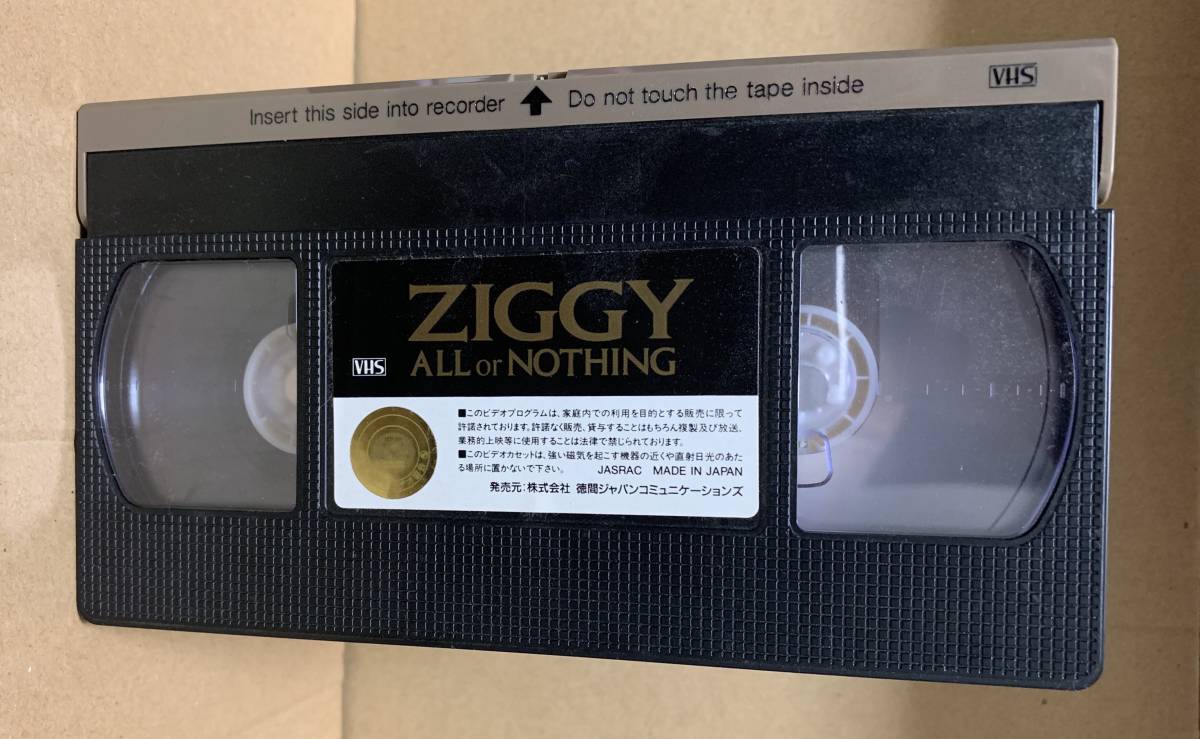 Insert this side into recorder Do not touch the tape inside VHS
ZIGGY
VHS ALL or NOTHING
■このビデオプログラムは、家庭内での利用を目的とする販売に限って
許諾されております。許諾なく販売、貸与することはもちろん複製及び放送、
業務的上映等に使用することは法律で禁じられております。
■このビデオカセットは、強い磁気を起こす機器の近くや直射日光のあた
る場所に置かないで下さい。 JASRAC MADE IN JAPAN
発売元:株式会社 徳間ジャパンコミュニケーションズ